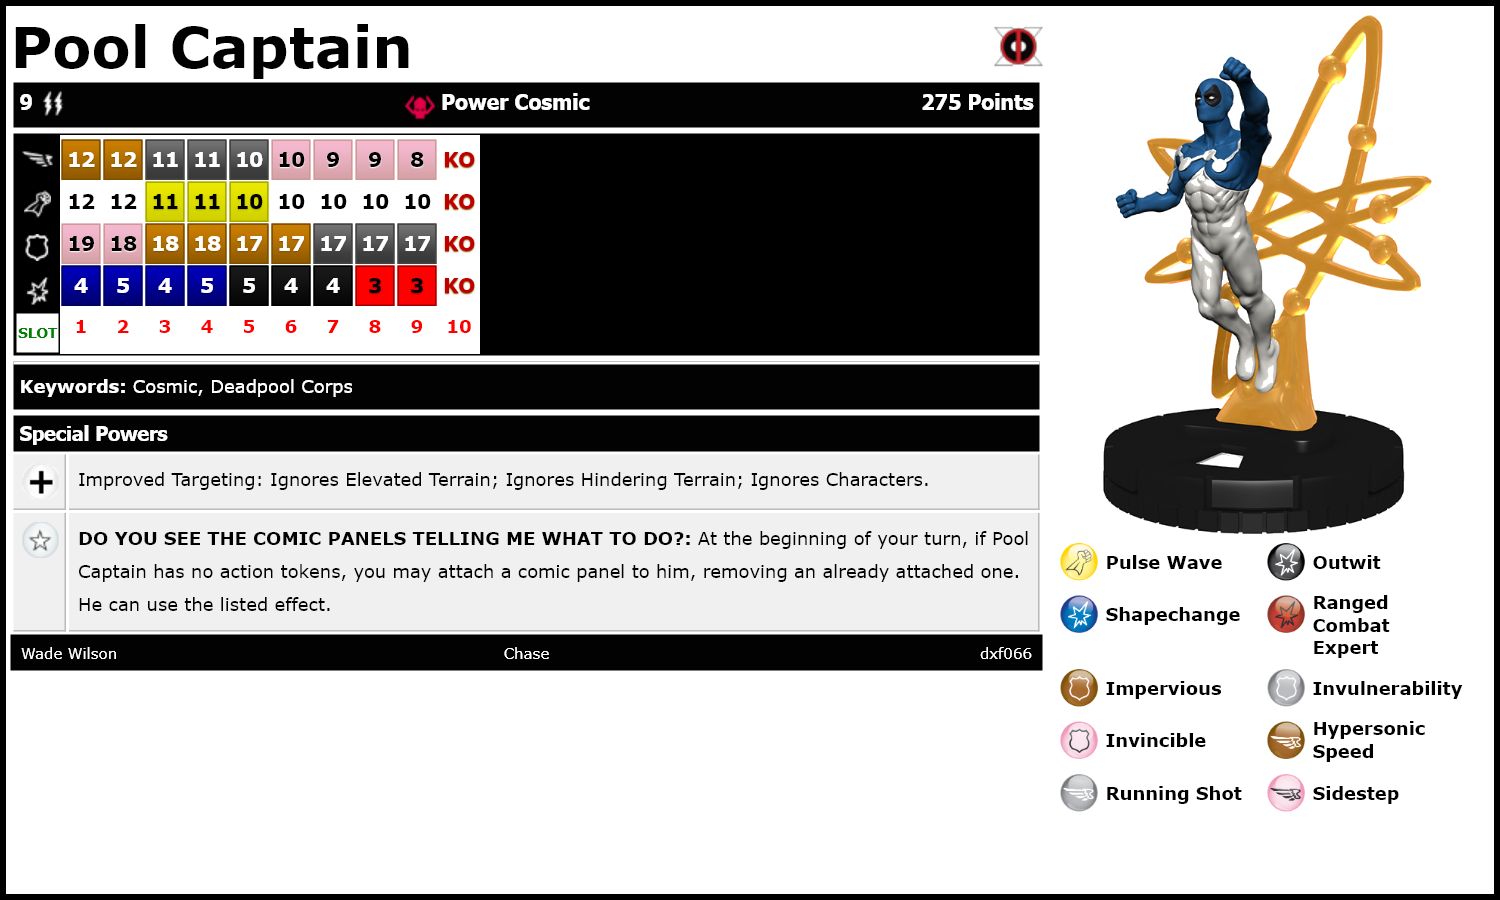 Pool Captain
9 Power Cosmic 275 Points
12 12 11 11 10 10 9 9 8 KO
12 12 11 11 10 10 10 10 10 KO
19 18 18 18 17 17 17 17 17 KO
4 5 4 5 5 4 4 3 3 KO
SLOT 1 2 3 4 5 6 7 8 9 10
Keywords: Cosmic, Deadpool Corps
Special Powers
Improved Targeting: Ignores Elevated Terrain; Ignores Hindering Terrain; Ignores Characters.
DO YOU SEE THE COMIC PANELS TELLING ME WHAT TO DO?: At the beginning of your turn, if Pool
Captain has no action tokens, you may attach a comic panel to him, removing an already attached one.
He can use the listed effect.
Wade Wilson Chase dxf066
Pulse Wave Outwit
Shapechange Ranged
Combat
Expert
Impervious Invulnerability
Invincible Hypersonic
Speed
Running Shot Sidestep